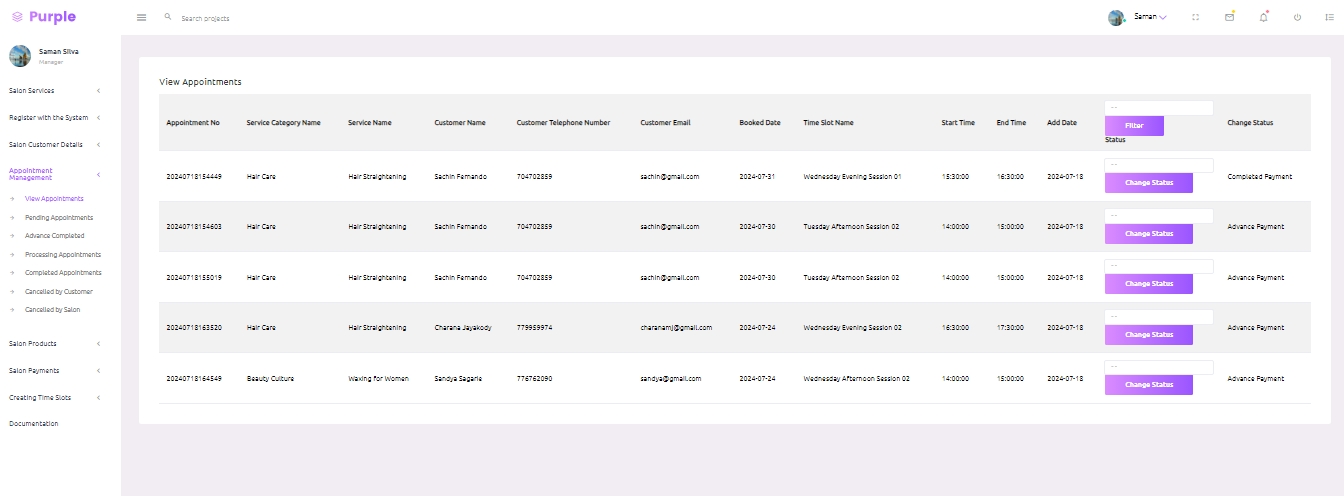 Purple
Search projects
Saman
Saman Silva
Manager
Salon Services
Register with the System
Salon Customer Details
Appointment
Management
View Appointments
Pending Appointments
Advance Completed
Processing Appointments
Completed Appointments
Cancelled by Customer
Cancelled by Salon
Salon Products
Salon Payments
Creating Time Slots
Documentation
View Appointments
Appointment No Service Category Name Service Name Customer Name Customer Telephone Number Customer Email Booked Date Time Slot Name Start Time End Time Add Date -- Filter Status Change Status
20240718154449 Hair Care Hair Straightening Sachin Fernando 704702859 sachin@gmail.com 2024-07-31 Wednesday Evening Session 01 15:30:00 16:30:00 2024-07-18 -- Change Status Completed Payment
20240718154603 Hair Care Hair Straightening Sachin Fernando 704702859 sachin@gmail.com 2024-07-30 Tuesday Afternoon Session 02 14:00:00 15:00:00 2024-07-18 -- Change Status Advance Payment
20240718155019 Hair Care Hair Straightening Sachin Fernando 704702859 sachin@gmail.com 2024-07-30 Tuesday Afternoon Session 02 14:00:00 15:00:00 2024-07-18 -- Change Status Advance Payment
20240718163520 Hair Care Hair Straightening Charana Jayakody 779959974 charanamj@gmail.com 2024-07-24 Wednesday Evening Session 02 16:30:00 17:30:00 2024-07-18 -- Change Status Advance Payment
20240718164549 Beauty Culture Waxing for Women Sandya Sagarie 776762090 sandya@gmail.com 2024-07-24 Wednesday Afternoon Session 02 14:00:00 15:00:00 2024-07-18 -- Change Status Advance Payment